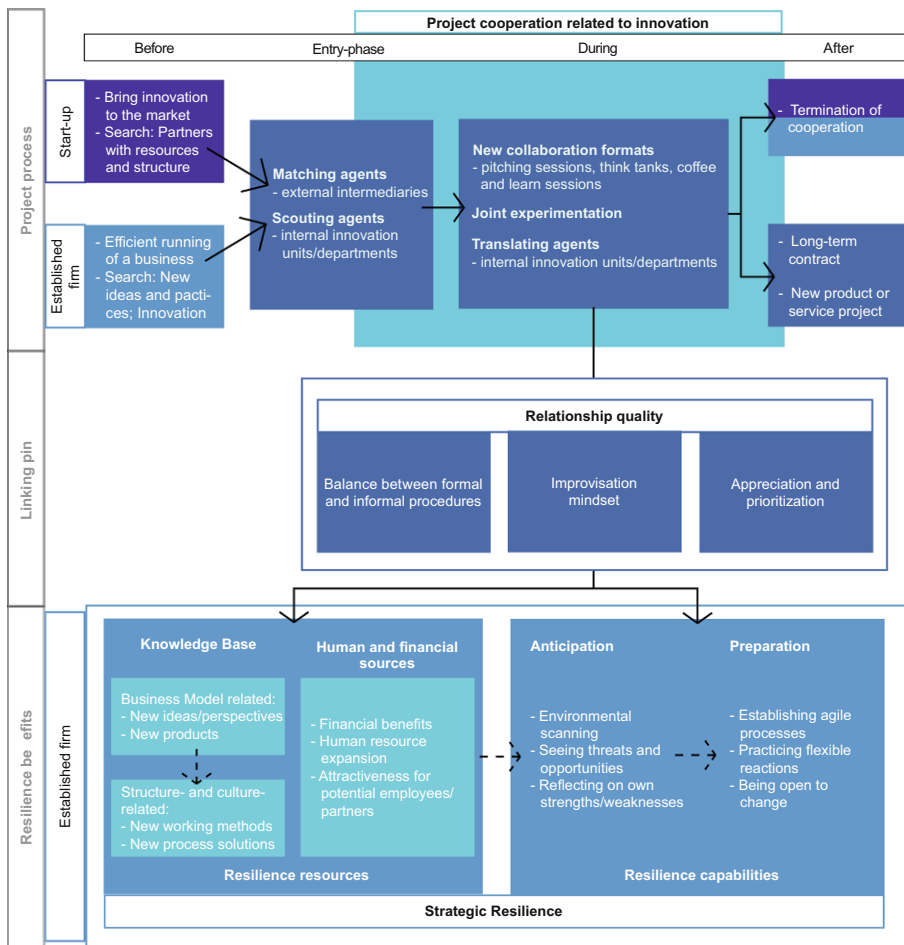 Project cooperation related to innovation
Before
Entry-phase
During
After
Project process
Start-up
- Bring innovation
to the market
- Search: Partners
with resources
and structure
Established
firm
- Efficient running
of a business
- Search: New
ideas and pacti-
ces; Innovation
Matching agents
- external intermediaries
Scouting agents
- internal innovation
units/departments
New collaboration formats
- pitching sessions, think tanks, coffee
and learn sessions
Joint experimentation
Translating agents
- internal innovation units/departments
- Termination of
cooperation
- Long-term
contract
- New product or
service project
Linking pin
Relationship quality
Balance between formal
and informal procedures
Improvisation
mindset
Appreciation and
prioritization
Resilience be efits
Established firm
Knowledge Base
Business Model related:
- New ideas/perspectives
- New products
Structure- and culture-
related:
- New working methods
- New process solutions
Human and financial
sources
- Financial benefits
- Human resource
expansion
- Attractiveness for
potential employees/
partners
Resilience resources
Anticipation
- Environmental
scanning
- Seeing threats and
opportunities
- Reflecting on own
strengths/weaknesses
Preparation
- Establishing agile
processes
- Practicing flexible
reactions
- Being open to
change
Resilience capabilities
Strategic Resilience